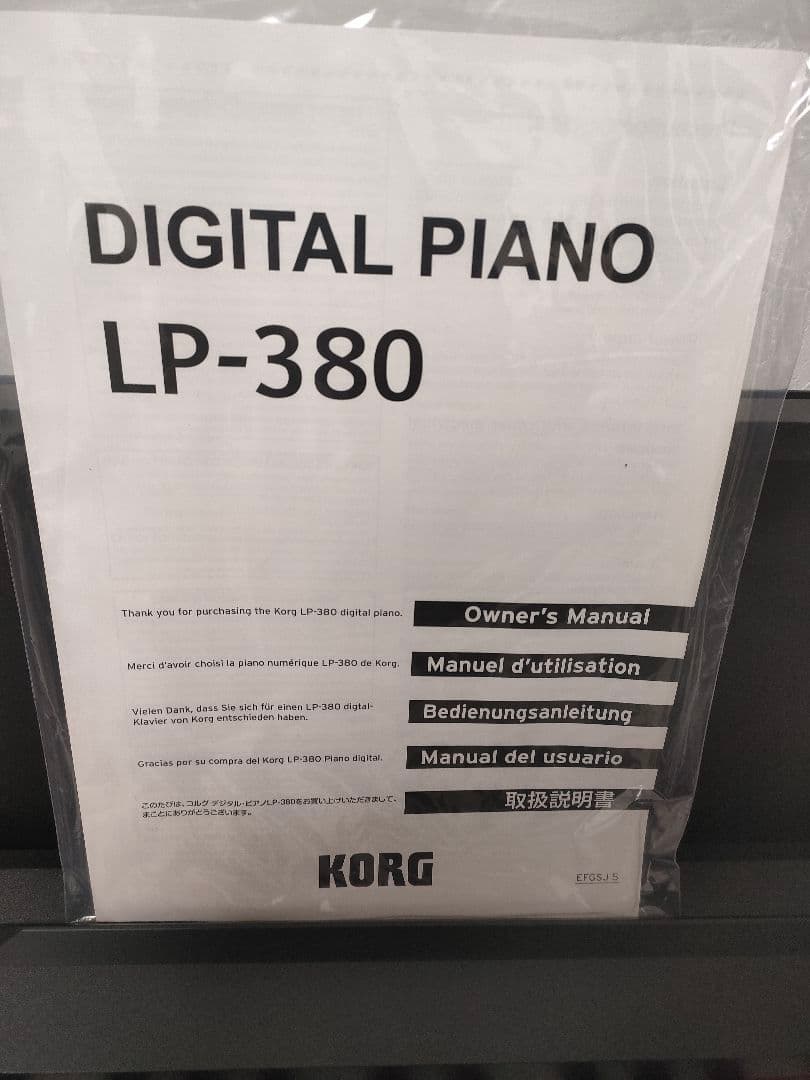 DIGITAL PIANO
LP-380
Thank you for purchasing the Korg LP-380 digital piano.
Owner's Manual
Merci d'avoir choisi la piano numérique LP-380 de Korg.
Manuel d'utilisation
Vielen Dank, dass Sie sich für einen LP-380 digtal-
Klavier von Korg entschieden haben.
Bedienungsanleitung
Gracias por su compra del Korg LP-380 Piano digital.
Manual del usuario
このたびは、コルグ デジタル・ピアノLP-380をお買い上げいただきまして、
まことにありがとうございます。
取扱説明書
KORG
EFGSJ 5